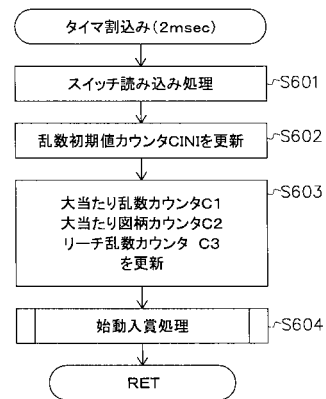 タイマ割込み(2msec)
スイッチ読み込み処理
S601
乱数初期値カウンタCINIを更新
S602
大当たり乱数カウンタC1
大当たり図柄カウンタC2
リーチ乱数カウンタ C3
を更新
S603
始動入賞処理
S604
RET